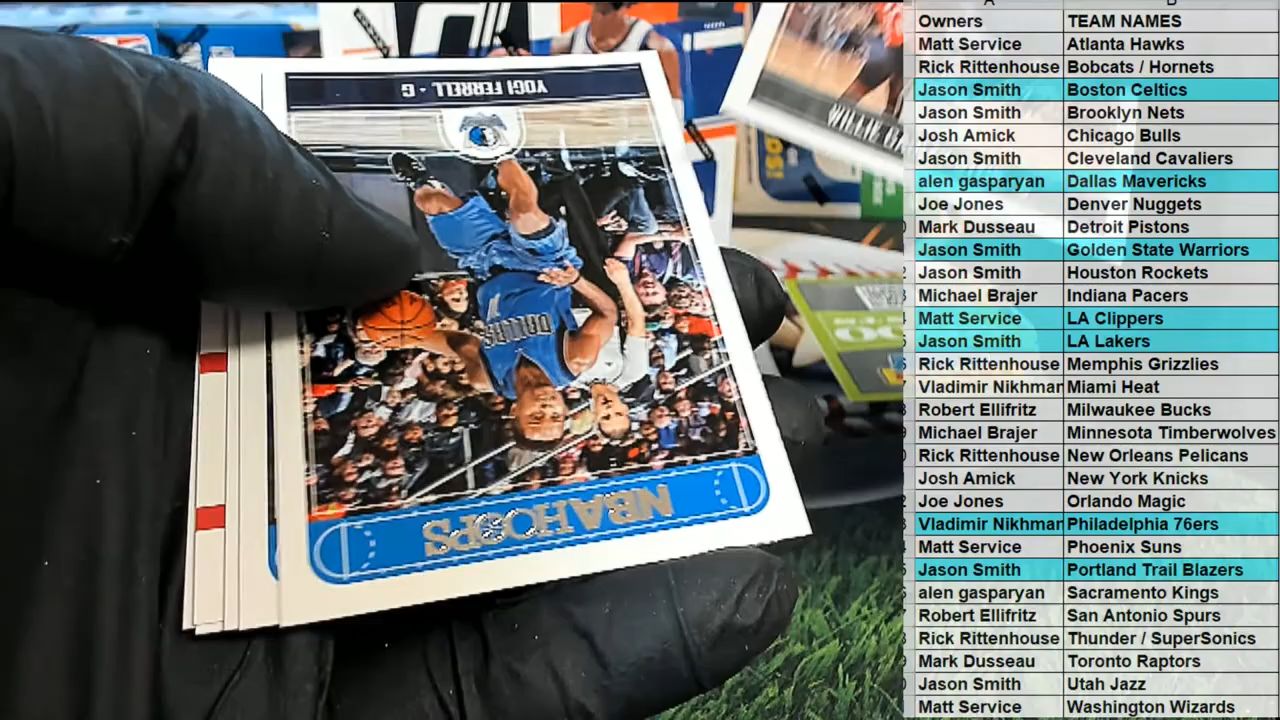 YOGI FERRELL - G
DALLAS
NBA HOOPS
WILLIE
A
B
Owners TEAM NAMES
Matt Service Atlanta Hawks
Rick Rittenhouse Bobcats / Hornets
Jason Smith Boston Celtics
Jason Smith Brooklyn Nets
Josh Amick Chicago Bulls
Jason Smith Cleveland Cavaliers
alen gasparyan Dallas Mavericks
Joe Jones Denver Nuggets
Mark Dusseau Detroit Pistons
Jason Smith Golden State Warriors
Jason Smith Houston Rockets
Michael Brajer Indiana Pacers
Matt Service LA Clippers
Jason Smith LA Lakers
Rick Rittenhouse Memphis Grizzlies
Vladimir Nikhmar Miami Heat
Robert Ellifritz Milwaukee Bucks
Michael Brajer Minnesota Timberwolves
Rick Rittenhouse New Orleans Pelicans
Josh Amick New York Knicks
Joe Jones Orlando Magic
Vladimir Nikhmar Philadelphia 76ers
Matt Service Phoenix Suns
Jason Smith Portland Trail Blazers
alen gasparyan Sacramento Kings
Robert Ellifritz San Antonio Spurs
Rick Rittenhouse Thunder / SuperSonics
Mark Dusseau Toronto Raptors
Jason Smith Utah Jazz
Matt Service Washington Wizards